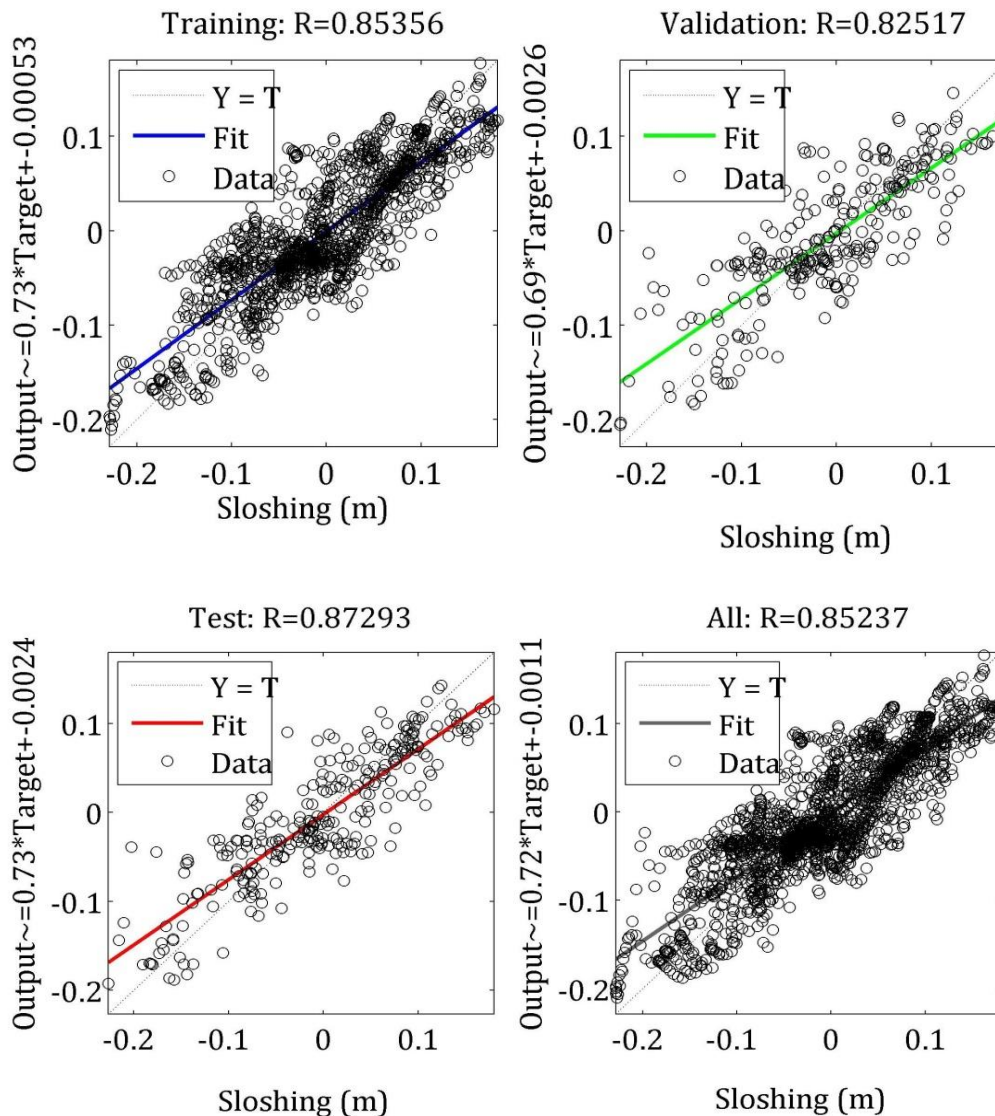 Training: R=0.85356
Output~=0.73*Target+-0.00053
Y = T
Fit
Data
0.1
0
-0.1
-0.2
-0.2 -0.1 0 0.1
Sloshing (m)
Validation: R=0.82517
Output~=0.69*Target+-0.0026
Y = T
Fit
Data
0.1
0
-0.1
-0.2
-0.2 -0.1 0 0.1
Sloshing (m)
Test: R=0.87293
Output~=0.73*Target+-0.0024
Y = T
Fit
Data
0.1
0
-0.1
-0.2
-0.2 -0.1 0 0.1
Sloshing (m)
All: R=0.85237
Output~=0.72*Target+-0.0011
Y = T
Fit
Data
0.1
0
-0.1
-0.2
-0.2 -0.1 0 0.1
Sloshing (m)